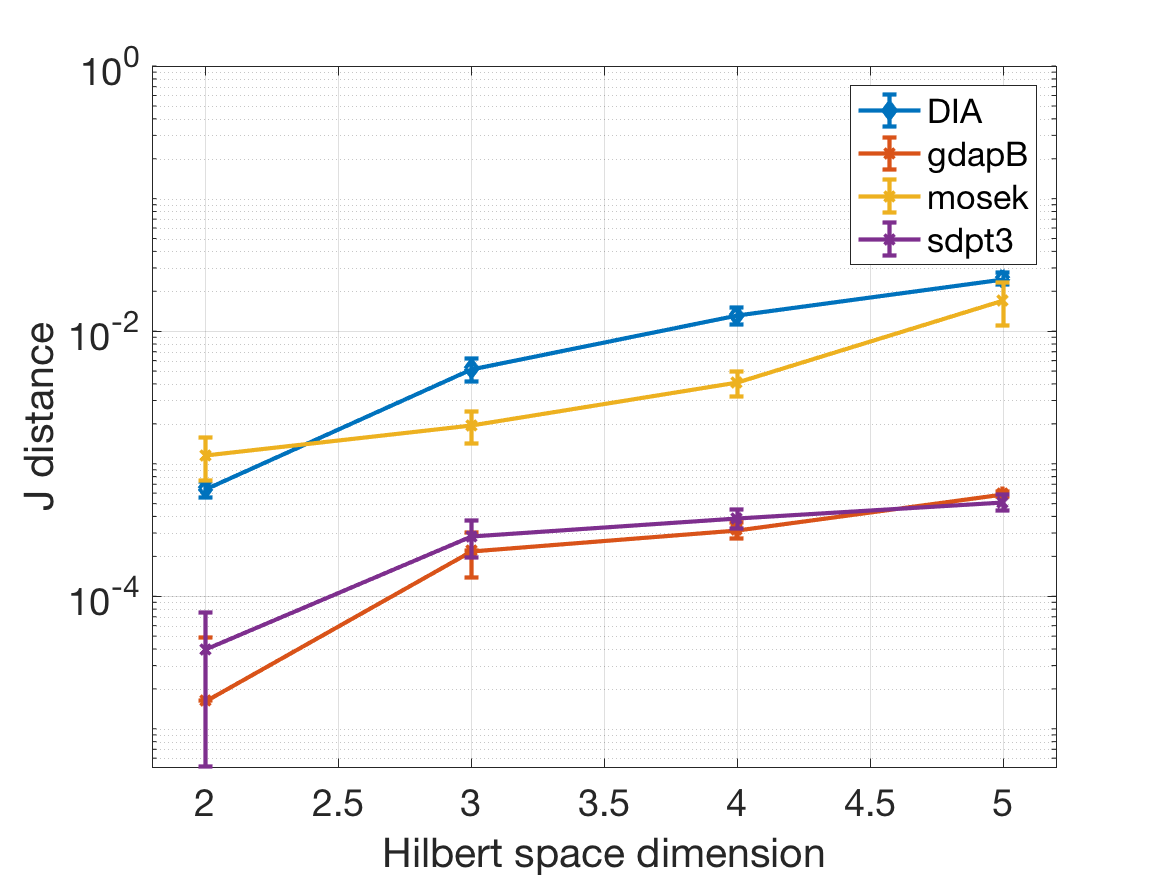 10^0
10^-2
10^-4
J distance
DIA
gdapB
mosek
sdpt3
2 2.5 3 3.5 4 4.5 5
Hilbert space dimension